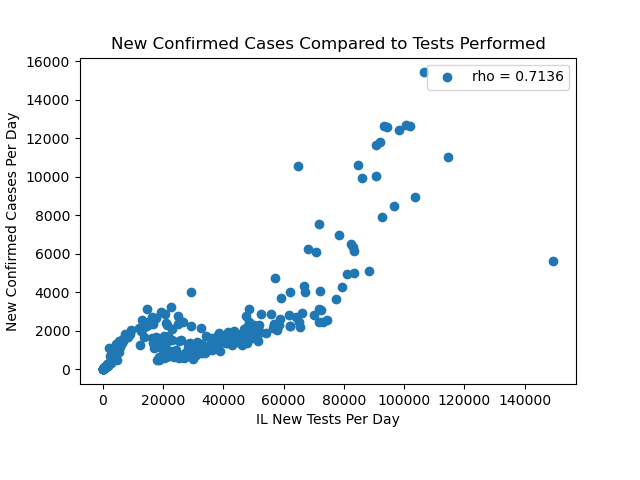 New Confirmed Cases Compared to Tests Performed
rho = 0.7136
New Confirmed Caeses Per Day
16000
14000
12000
10000
8000
6000
4000
2000
0
0 20000 40000 60000 80000 100000 120000 140000
IL New Tests Per Day